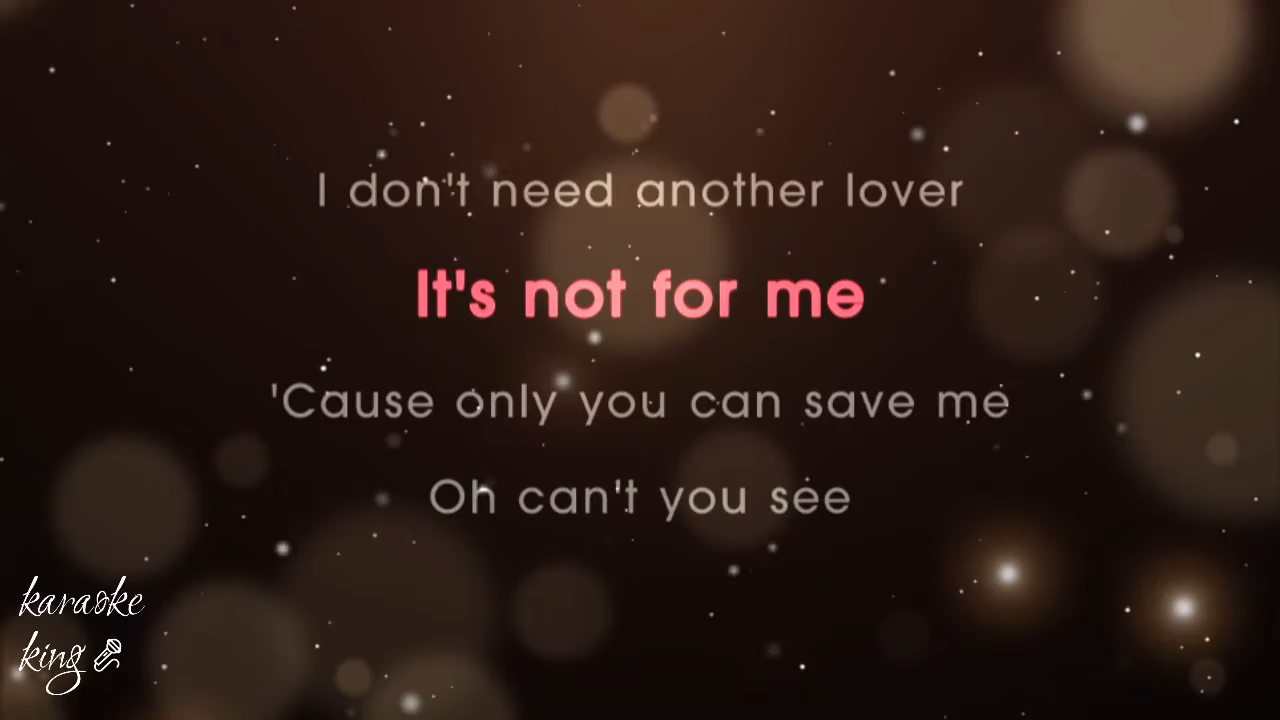 I don't need another lover
It's not for me
'Cause only you can save me
Oh can't you see
karaoke
king